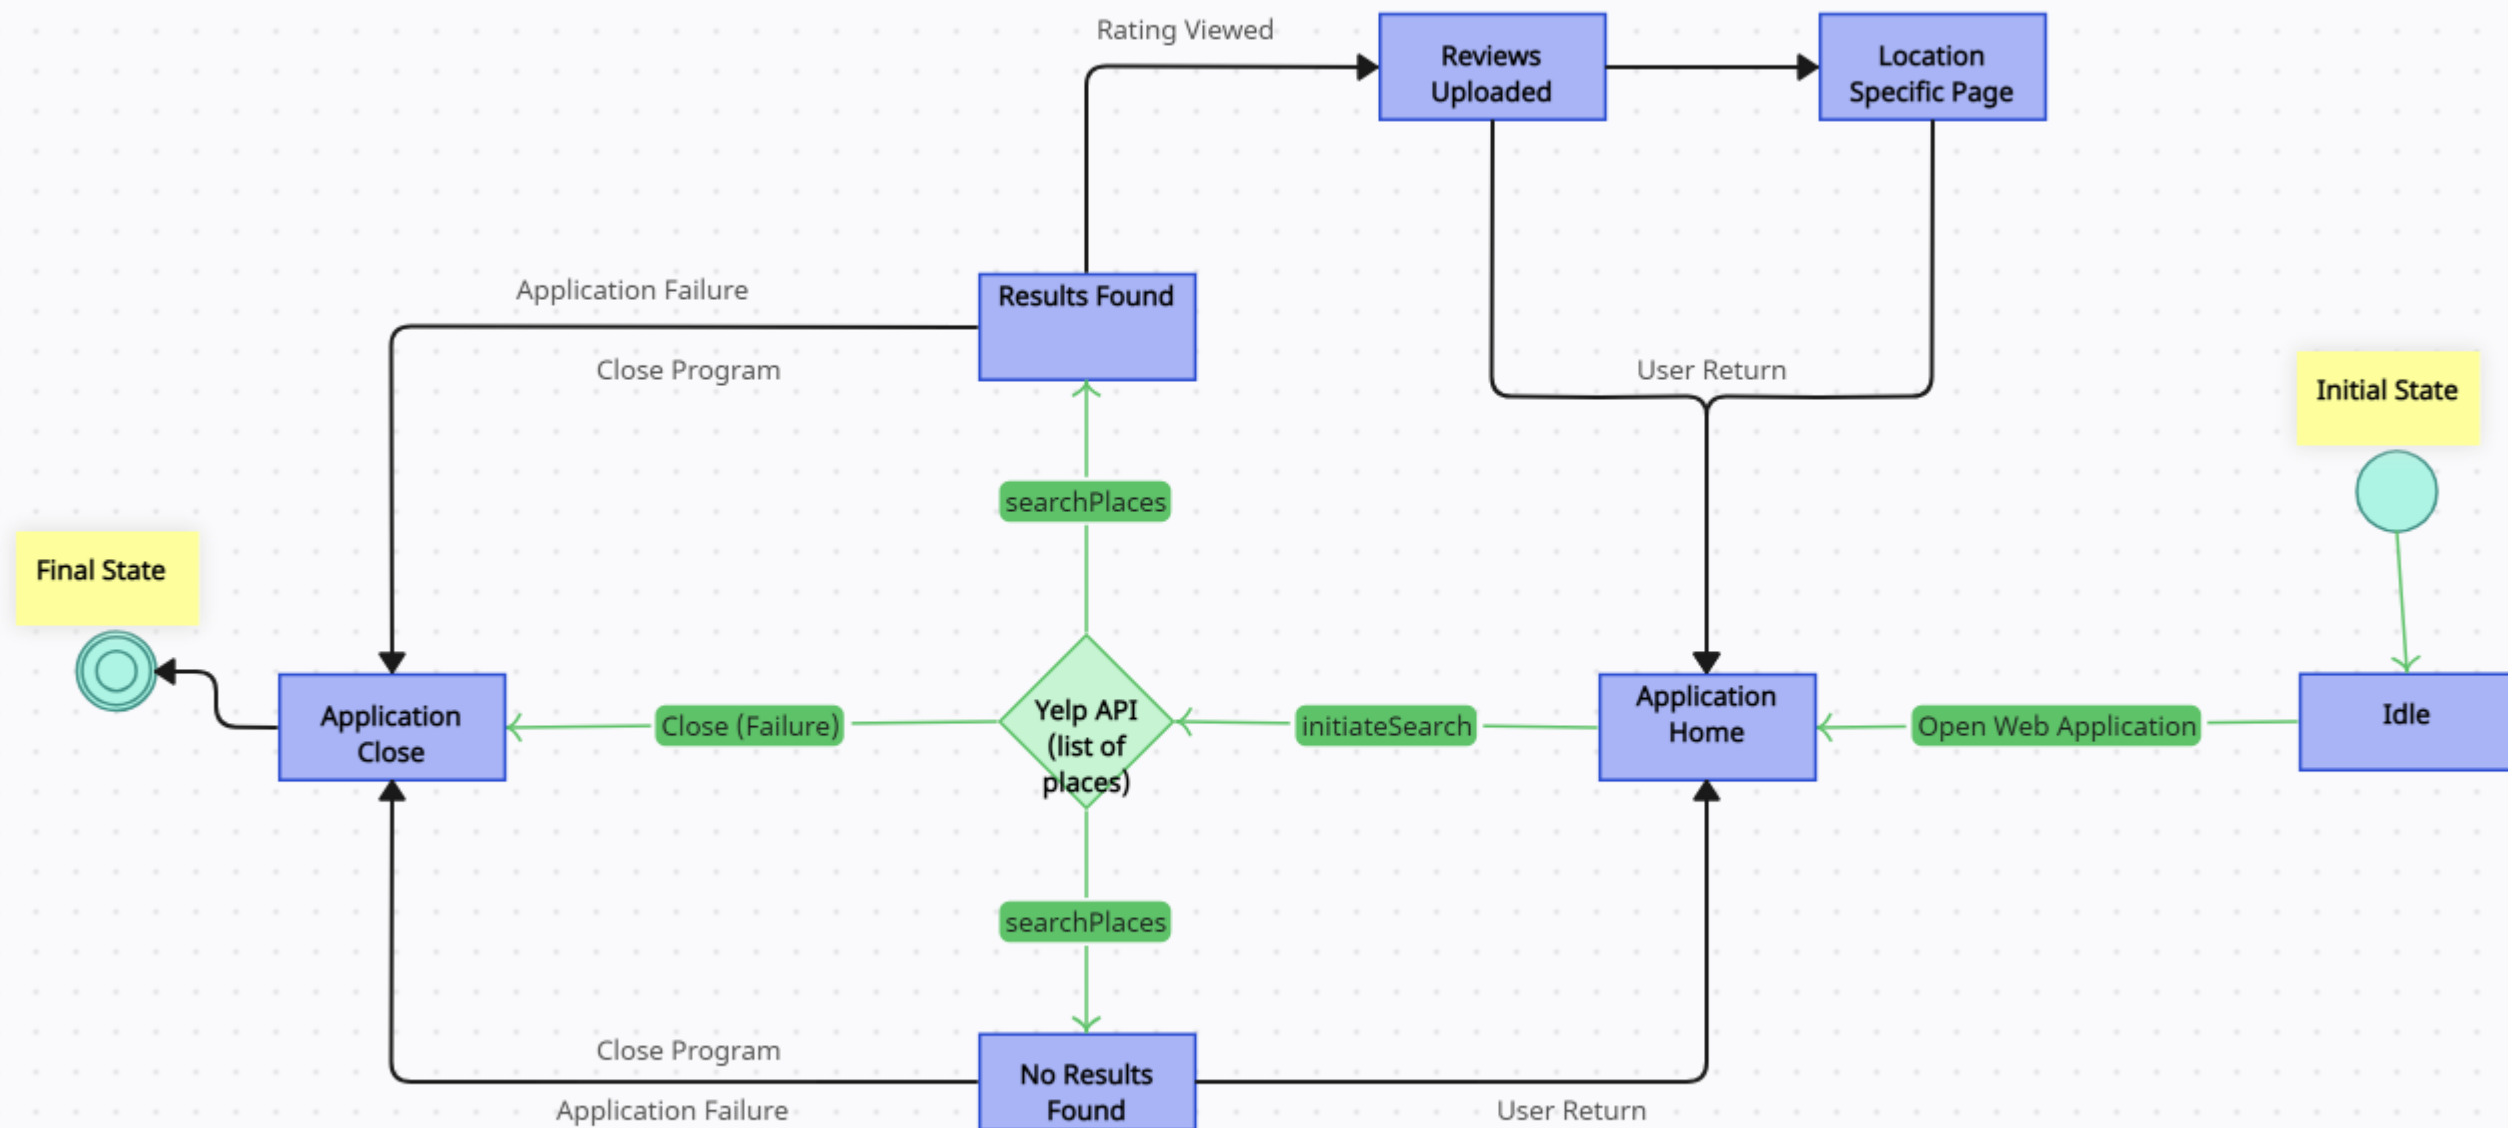 Rating Viewed
Reviews
Uploaded
Location
Specific Page
Application Failure
Results Found
Close Program
User Return
Initial State
searchPlaces
Final State
Application
Close
Close (Failure)
Yelp API
(list of
places)
initiateSearch
Application
Home
Open Web Application
Idle
searchPlaces
Close Program
No Results
Found
Application Failure
User Return